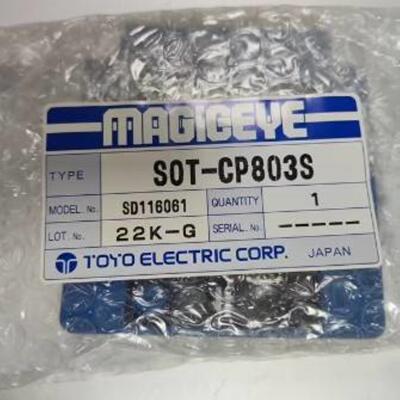 MAGICEYE
TYPE SOT-CP803S
MODEL. No. SD116061 QUANTITY 1
LOT. No. 22K-G SERIAL. No. -----
TOYO ELECTRIC CORP. JAPAN